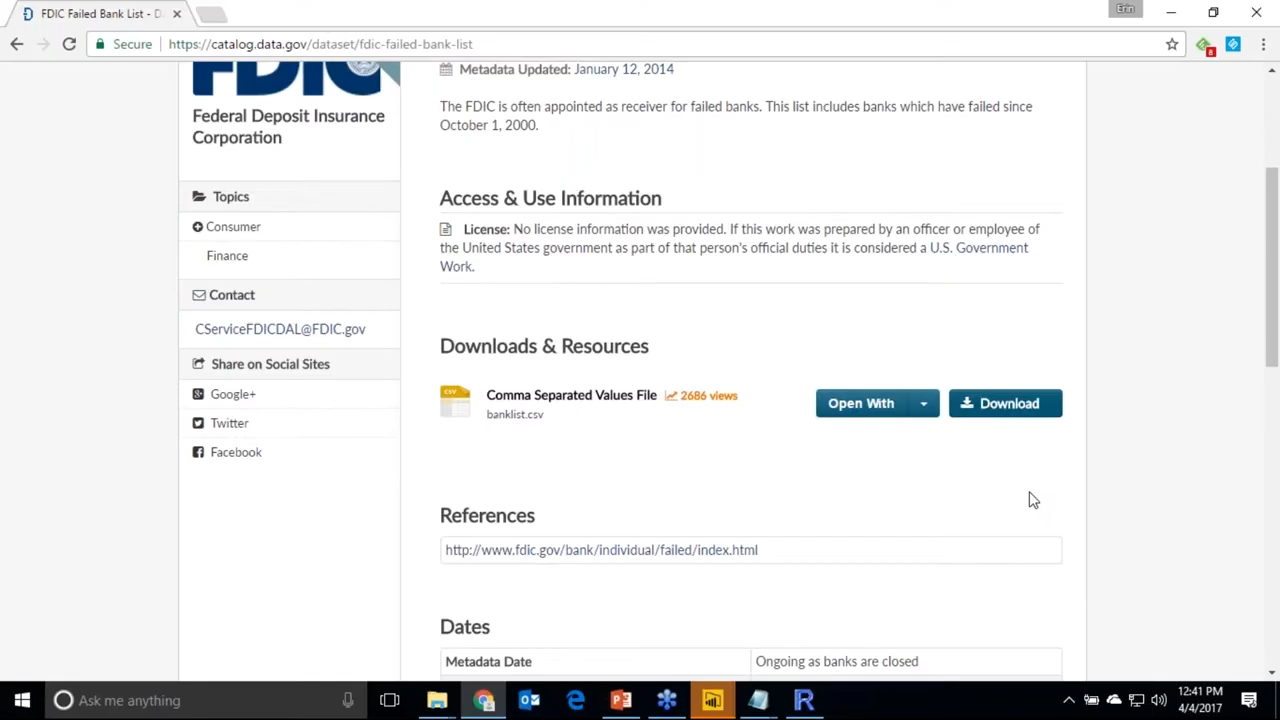 FDIC Failed Bank List - D
Erin
Secure
https://catalog.data.gov/dataset/fdic-failed-bank-list
8
FDIC
Federal Deposit Insurance
Corporation
Topics
Consumer
Finance
Contact
CServiceFDICDAL@FDIC.gov
Share on Social Sites
Google+
Twitter
Facebook
Metadata Updated: January 12, 2014
The FDIC is often appointed as receiver for failed banks. This list includes banks which have failed since
October 1, 2000.
Access & Use Information
License: No license information was provided. If this work was prepared by an officer or employee of
the United States government as part of that person's official duties it is considered a U.S. Government
Work.
Downloads & Resources
CSV
Comma Separated Values File 2686 views
banklist.csv
Open With
Download
References
http://www.fdic.gov/bank/individual/failed/index.html
Dates
Metadata Date
Ongoing as banks are closed
Ask me anything
12:41 PM
4/4/2017